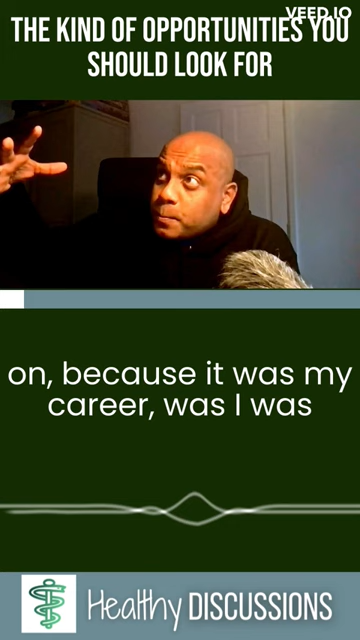 VEED.IO
THE KIND OF OPPORTUNITIES YOU
SHOULD LOOK FOR
on, because it was my
career, was I was
Healthy DISCUSSIONS